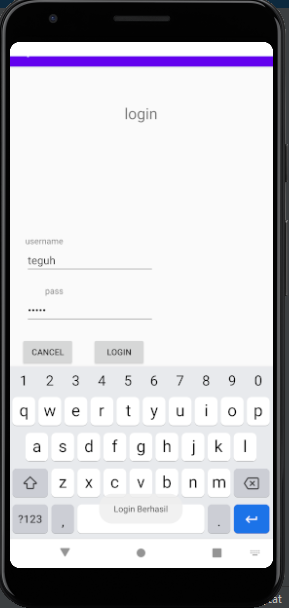 login
username
teguh
pass
•••••
CANCEL LOGIN
1 2 3 4 5 6 7 8 9 0
q w e r t y u i o p
a s d f g h j k l
z x c v b n m
?123 , .
Login Berhasil